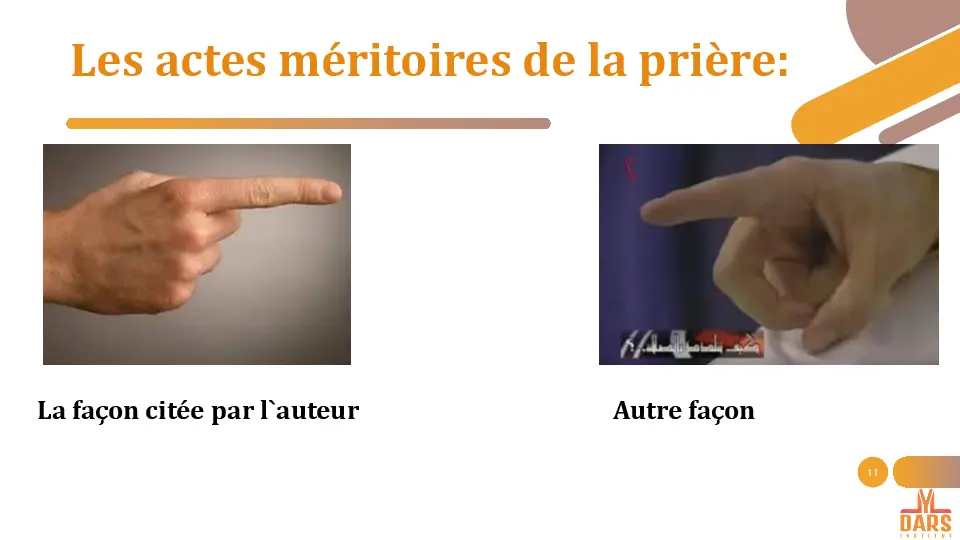 Les actes méritoires de la prière:
La façon citée par l`auteur
Autre façon
11
DARS
INSTITUT